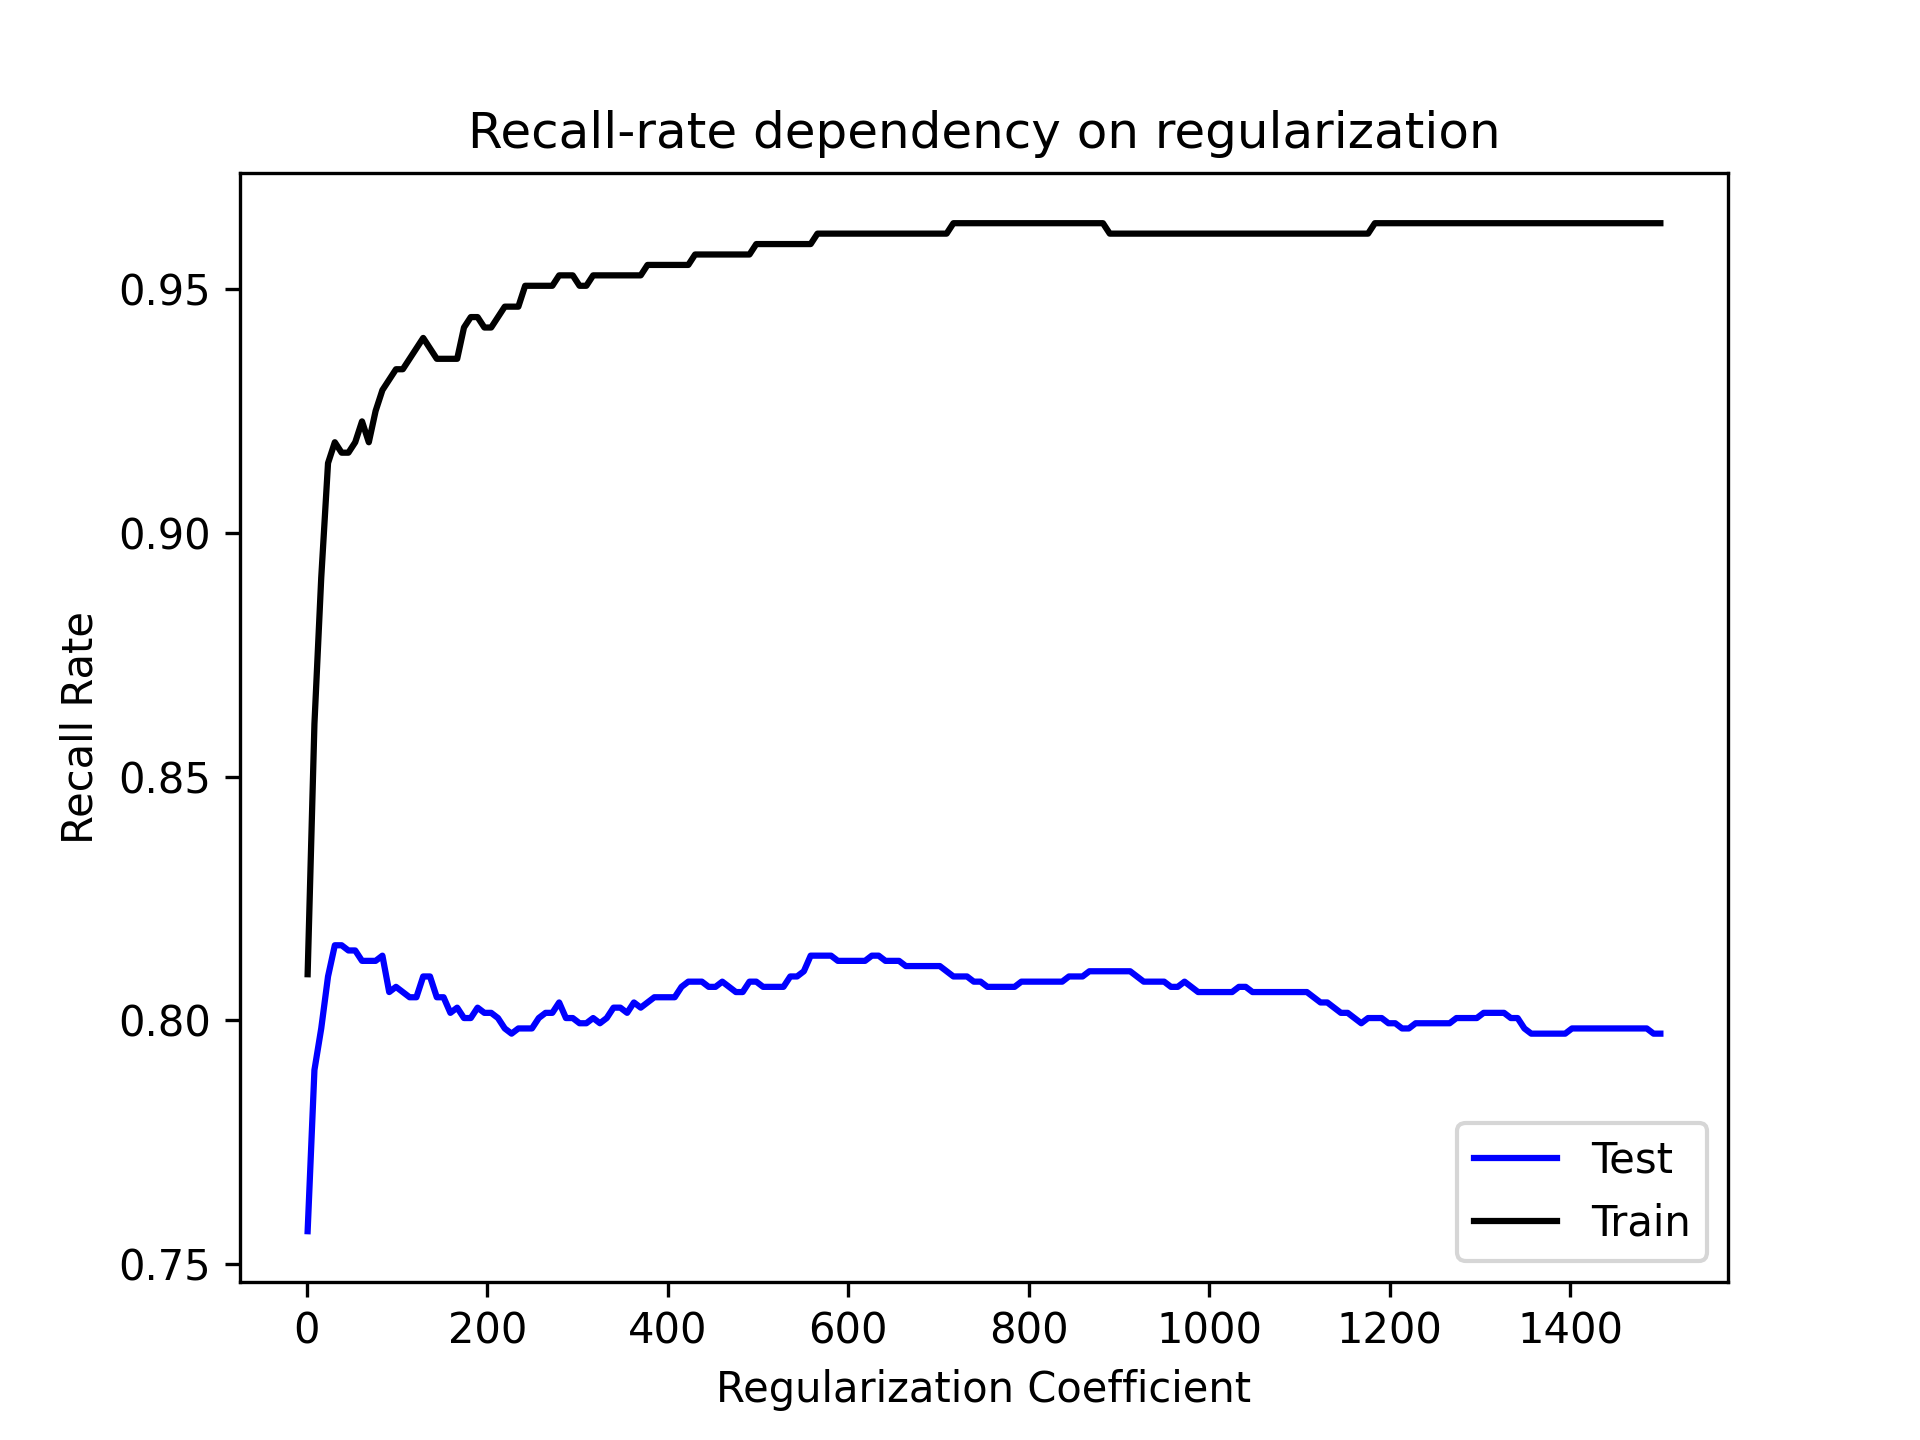 Recall-rate dependency on regularization
Recall Rate
0.95
0.90
0.85
0.80
0.75
0 200 400 600 800 1000 1200 1400
Regularization Coefficient
Test
Train